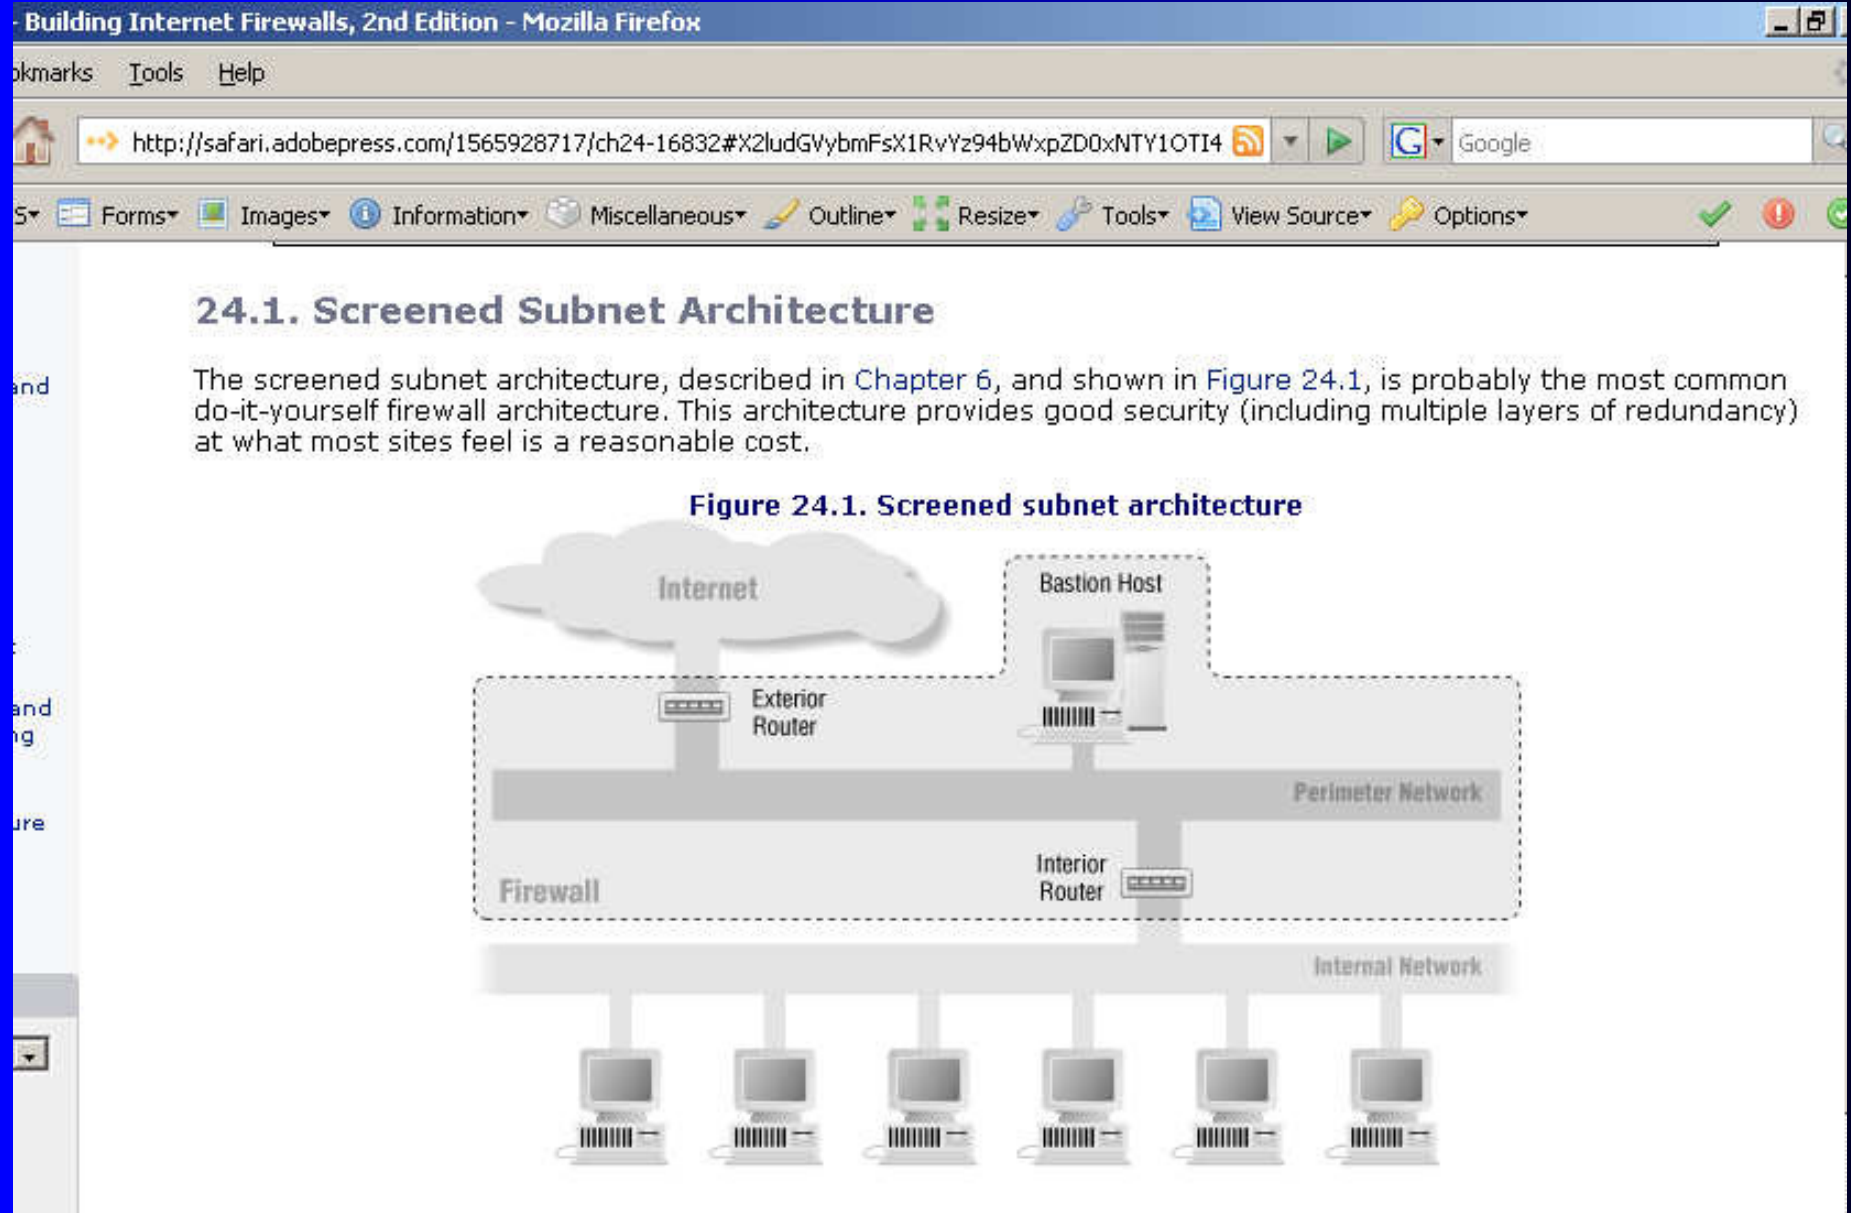 - Building Internet Firewalls, 2nd Edition - Mozilla Firefox
Tools Help
http://safari.adobepress.com/1565928717/ch24-16832#X2ludGVybmFsX1RvYz94bWxpZD0xNTY1OTI4
Google
Forms Images Information Miscellaneous Outline Resize Tools View Source Options
24.1. Screened Subnet Architecture
and
The screened subnet architecture, described in Chapter 6, and shown in Figure 24.1, is probably the most common
do-it-yourself firewall architecture. This architecture provides good security (including multiple layers of redundancy)
at what most sites feel is a reasonable cost.
Figure 24.1. Screened subnet architecture
Internet
Bastion Host
Exterior
Router
and
Perimeter Network
Interior
Router
Firewall
Internal Network